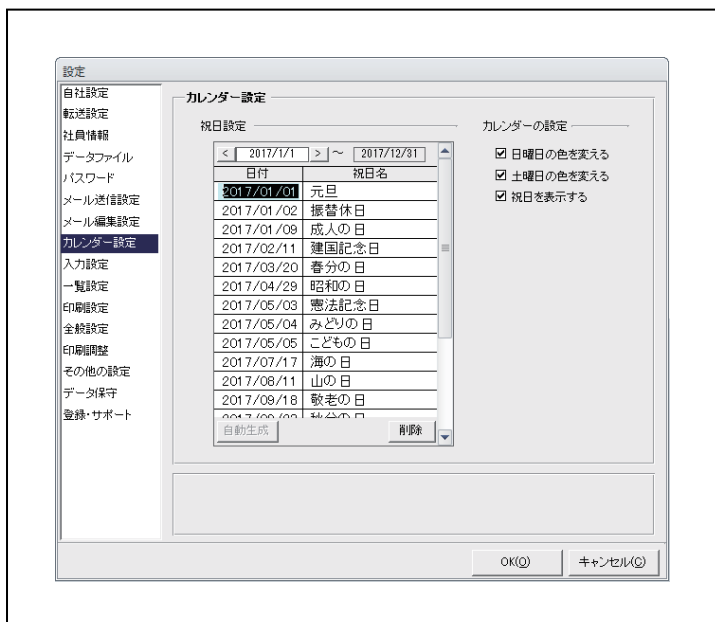 設定
自社設定
転送設定
社員情報
データファイル
パスワード
メール送信設定
メール編集設定
カレンダー設定
入力設定
一覧設定
印刷設定
全般設定
印刷調整
その他の設定
データ保守
登録・サポート
カレンダー設定
祝日設定
< 2017/1/1 > ～ 2017/12/31
日付 祝日名
2017/01/01 元旦
2017/01/02 振替休日
2017/01/09 成人の日
2017/02/11 建国記念日
2017/03/20 春分の日
2017/04/29 昭和の日
2017/05/03 憲法記念日
2017/05/04 みどりの日
2017/05/05 こどもの日
2017/07/17 海の日
2017/08/11 山の日
2017/09/18 敬老の日
自動生成 削除
カレンダーの設定
日曜日の色を変える
土曜日の色を変える
祝日を表示する
OK(O) キャンセル(C)